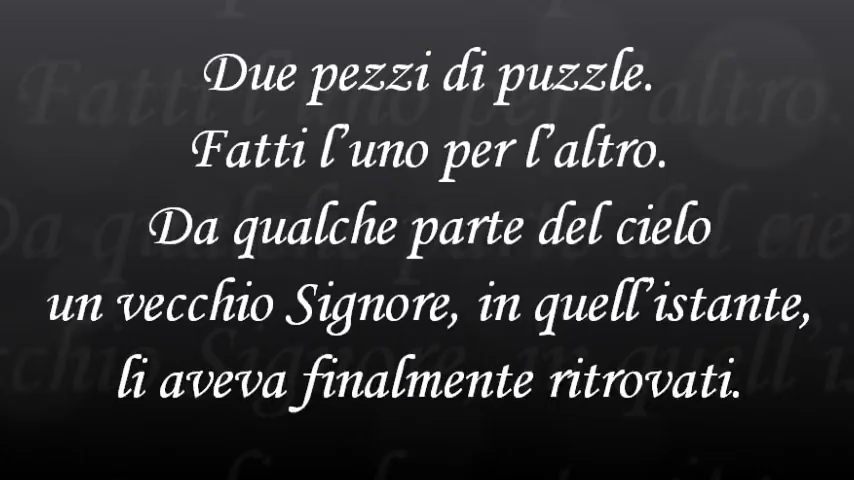 Due pezzi di puzzle.
Fatti l'uno per l'altro.
Da qualche parte del cielo
un vecchio Signore, in quell'istante,
li aveva finalmente ritrovati.